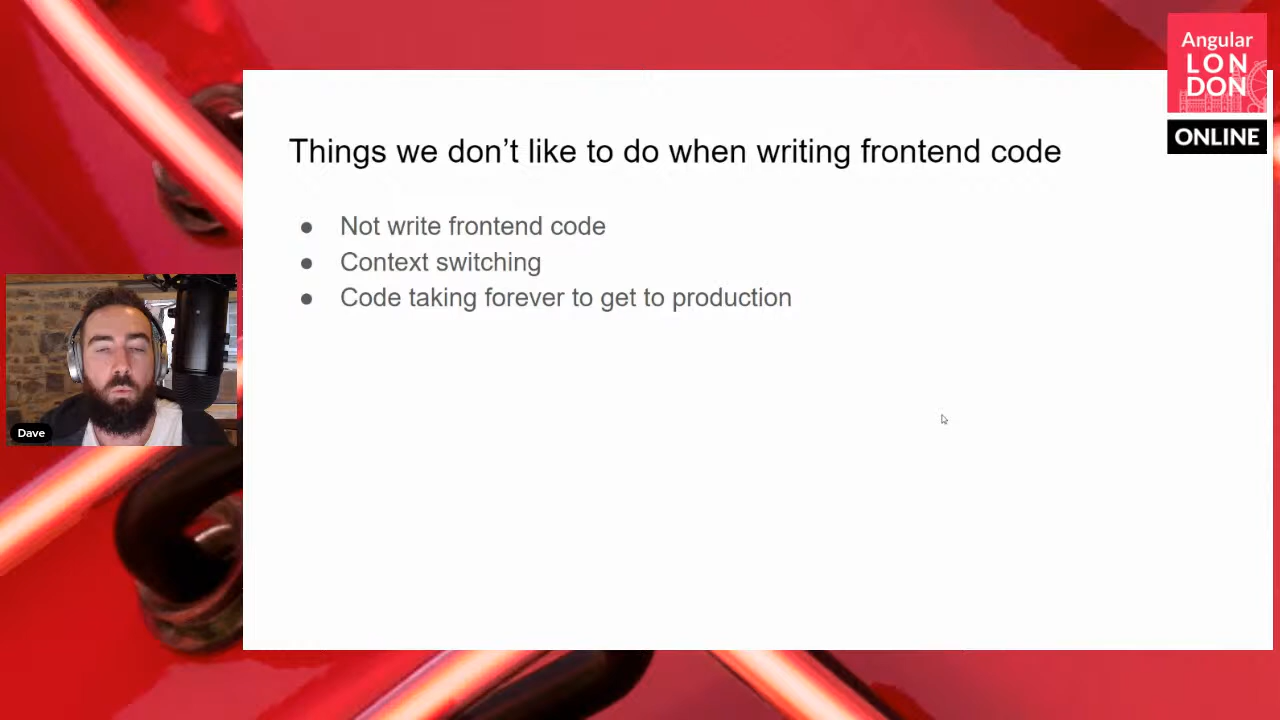 Angular
LON
DON
ONLINE
Things we don’t like to do when writing frontend code
● Not write frontend code
● Context switching
● Code taking forever to get to production
Dave